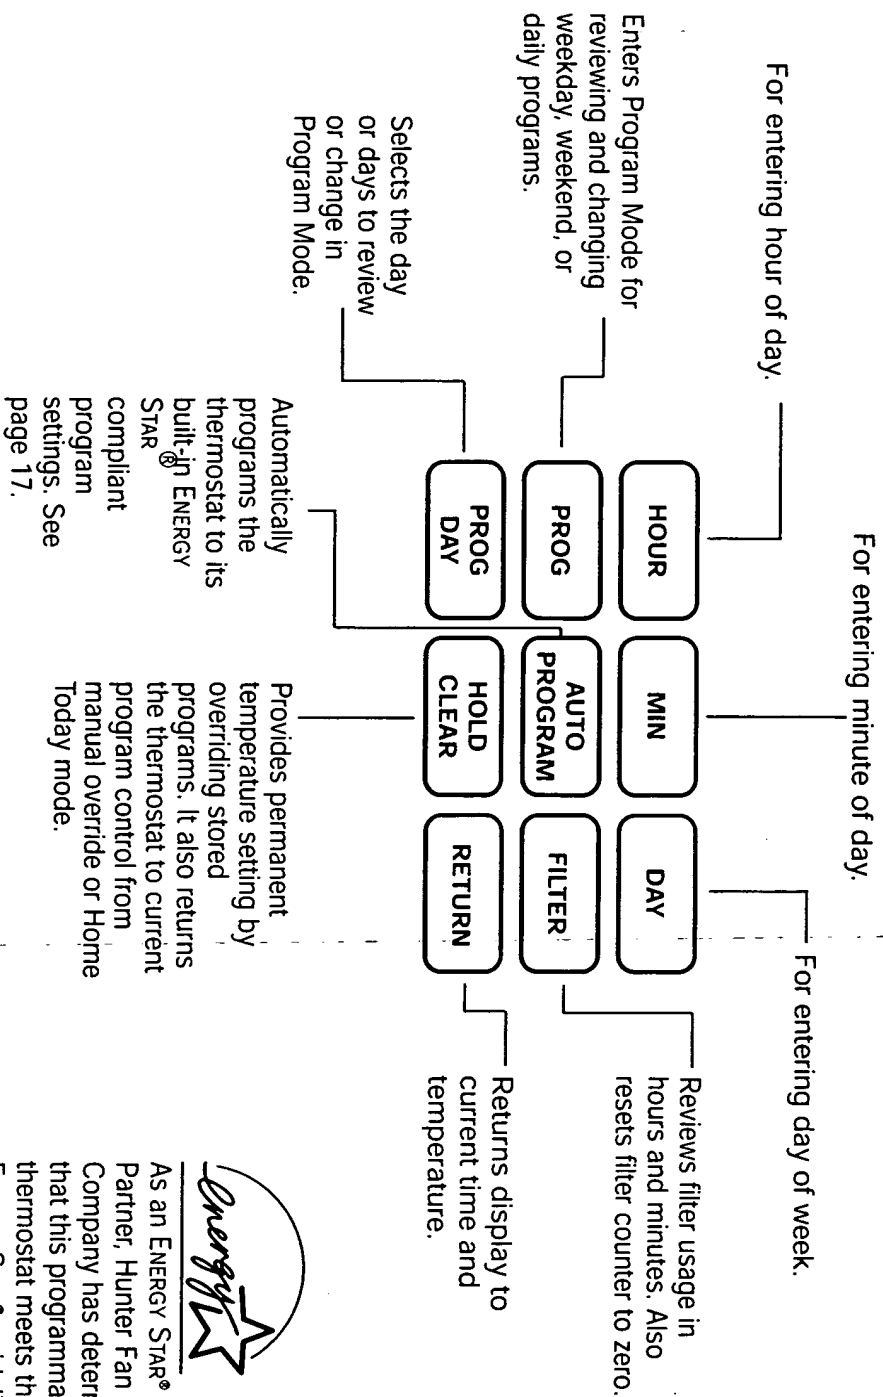 For entering minute of day.
For entering hour of day.
For entering day of week.
Enters Program Mode for
reviewing and changing
weekday, weekend, or
daily programs.
HOUR
MIN
DAY
Reviews filter usage in
hours and minutes. Also
resets filter counter to zero.
PROG
AUTO
PROGRAM
FILTER
Selects the day
or days to review
or change in
Program Mode.
PROG
DAY
HOLD
CLEAR
RETURN
Returns display to
current time and
temperature.
Automatically
programs the
thermostat to its
built-in ENERGY
STAR ®
compliant
program
settings. See
page 17.
Provides permanent
temperature setting by
overriding stored
programs. It also returns
the thermostat to current
program control from
manual override or Home
Today mode.
energy
As an ENERGY STAR®
Partner, Hunter Fan
Company has
that this
thermostat meets